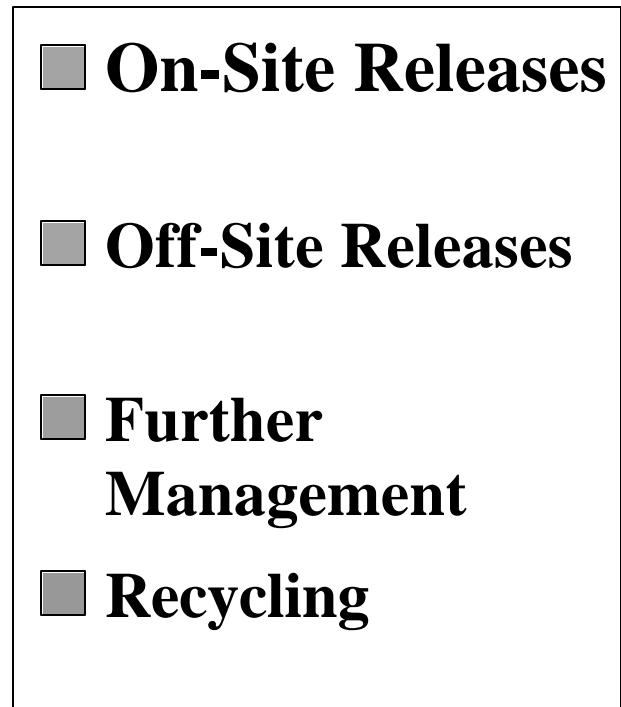 On-Site Releases
Off-Site Releases
Further
Management
Recycling